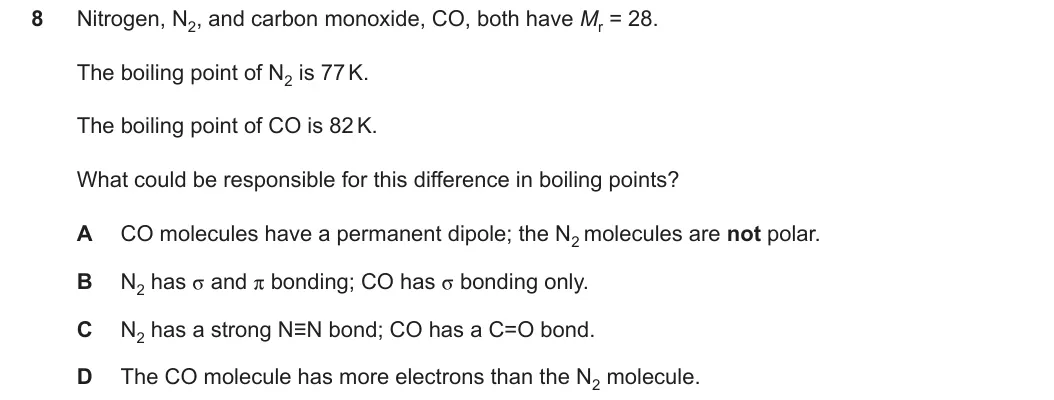 8 Nitrogen, N₂, and carbon monoxide, CO, both have Mᵣ = 28.
The boiling point of N₂ is 77 K.
The boiling point of CO is 82 K.
What could be responsible for this difference in boiling points?
A CO molecules have a permanent dipole; the N₂ molecules are not polar.
B N₂ has σ and π bonding; CO has σ bonding only.
C N₂ has a strong N≡N bond; CO has a C=O bond.
D The CO molecule has more electrons than the N₂ molecule.